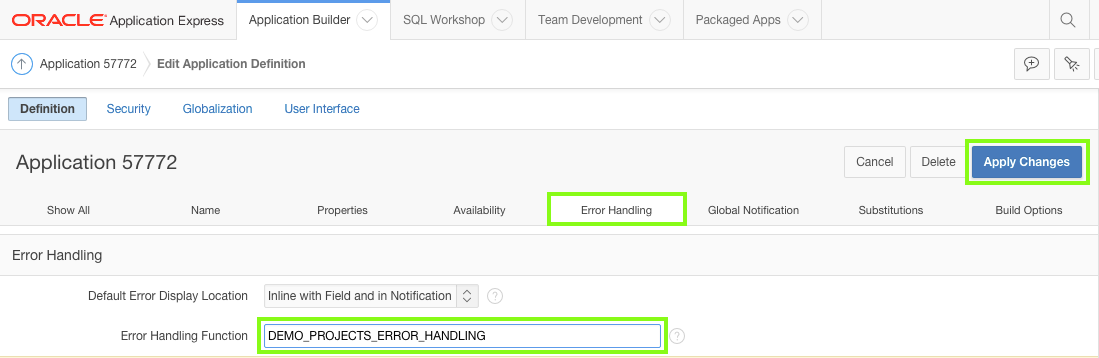 ORACLE Application Express Application Builder SQL Workshop Team Development Packaged Apps
Application 57772 Edit Application Definition
Definition Security Globalization User Interface
Application 57772 Cancel Delete Apply Changes
Show All Name Properties Availability Error Handling Global Notification Substitutions Build Options
Error Handling
Default Error Display Location Inline with Field and in Notification ?
Error Handling Function DEMO_PROJECTS_ERROR_HANDLING ?